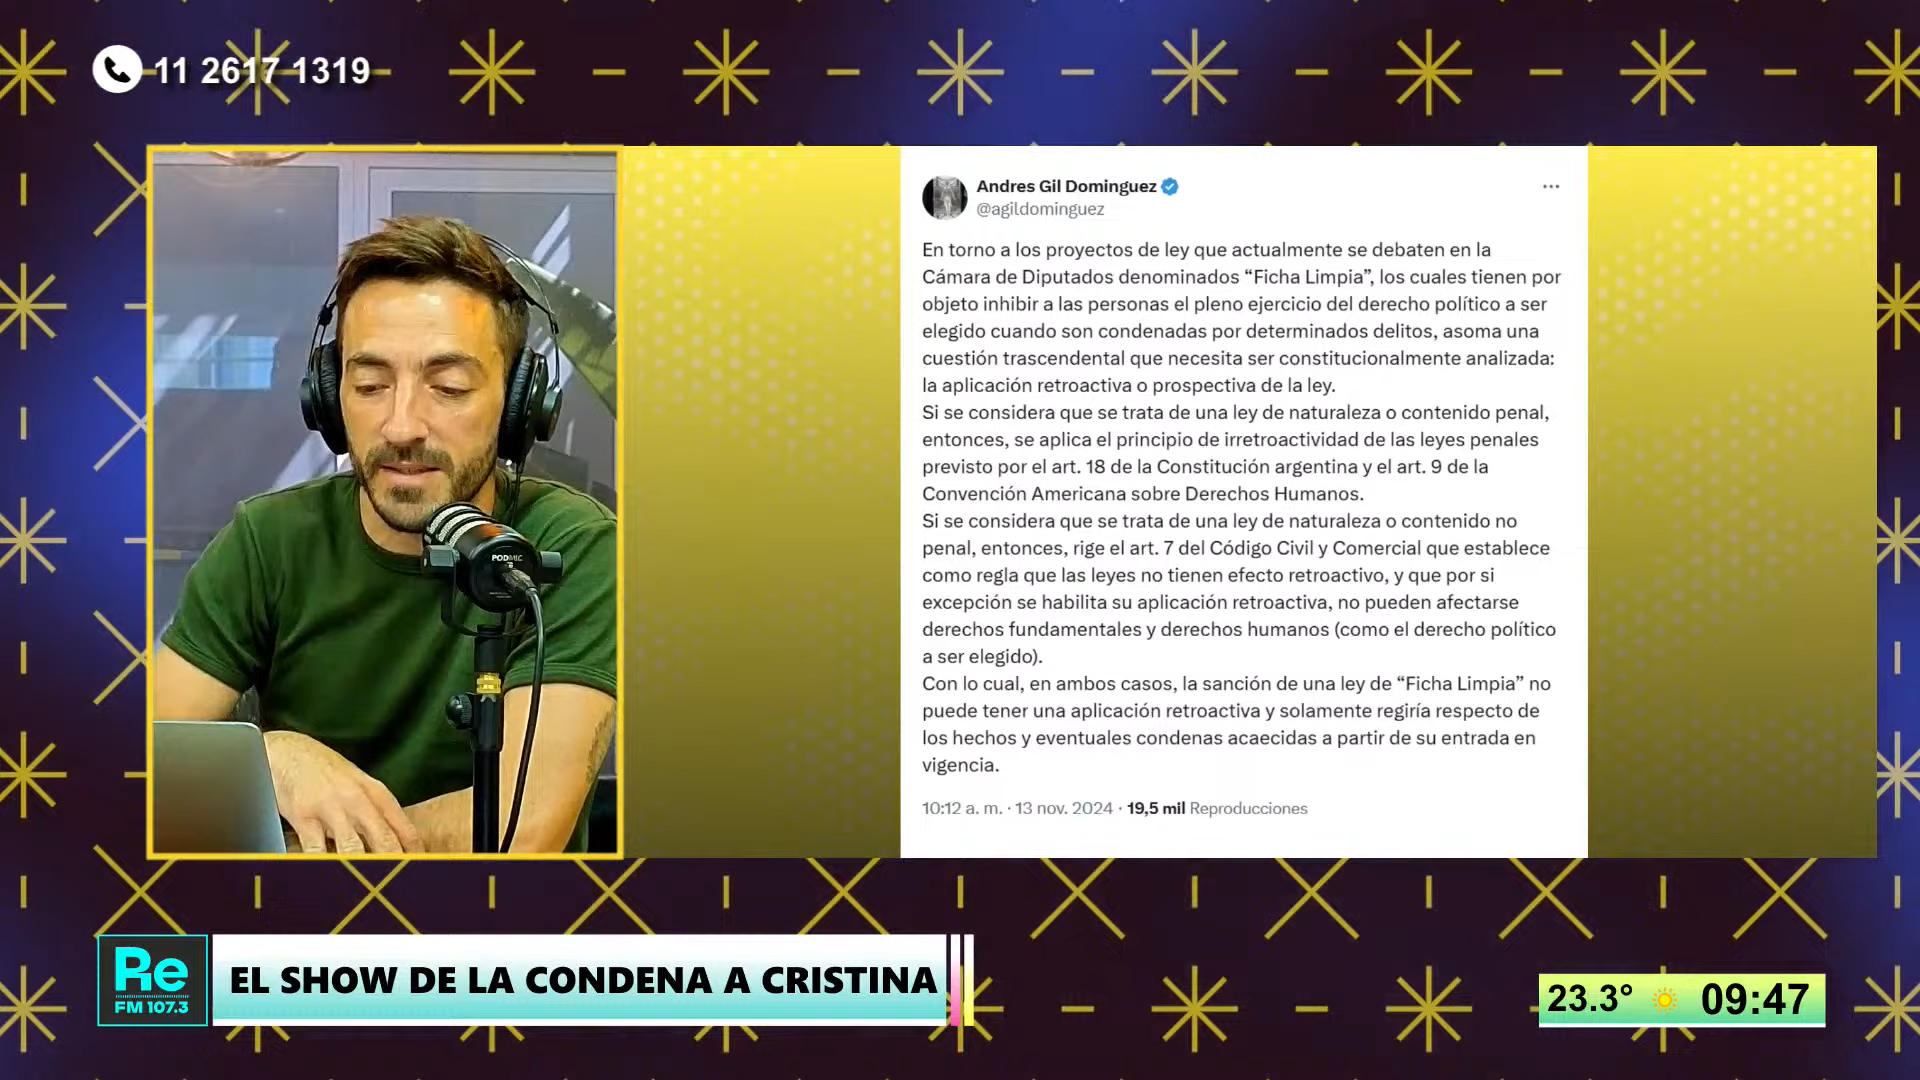 11 2617 1319
Andres Gil Dominguez
@agildominguez
En torno a los proyectos de ley que actualmente se debaten en la
Cámara de Diputados denominados “Ficha Limpia”, los cuales tienen por
objeto inhibir a las personas el pleno ejercicio del derecho político a ser
elegido cuando son condenadas por determinados delitos, asoma una
cuestión trascendental que necesita ser constitucionalmente analizada:
la aplicación retroactiva o prospectiva de la ley.
Si se considera que se trata de una ley de naturaleza o contenido penal,
entonces, se aplica el principio de irretroactividad de las leyes penales
previsto por el art. 18 de la Constitución argentina y el art. 9 de la
Convención Americana sobre Derechos Humanos.
Si se considera que se trata de una ley de naturaleza o contenido no
penal, entonces, rige el art. 7 del Código Civil y Comercial que establece
como regla que las leyes no tienen efecto retroactivo, y que por si
excepción se habilita su aplicación retroactiva, no pueden afectarse
derechos fundamentales y derechos humanos (como el derecho político
a ser elegido).
Con lo cual, en ambos casos, la sanción de una ley de “Ficha Limpia” no
puede tener una aplicación retroactiva y solamente regiría respecto de
los hechos y eventuales condenas acaecidas a partir de su entrada en
vigencia.
10:12 a. m. · 13 nov. 2024 · 19,5 mil Reproducciones
PODMIC
Re
FM 107.3
EL SHOW DE LA CONDENA A CRISTINA
23.3° 09:47